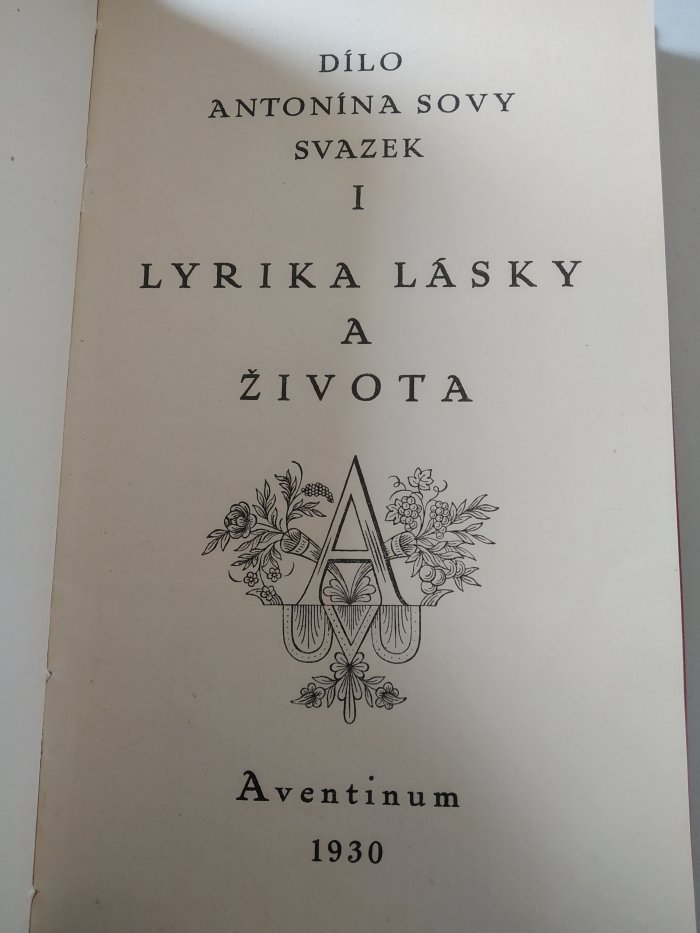 DÍLO
ANTONÍNA SOVY
SVAZEK
I
LYRIKA LÁSKY
A
ŽIVOTA
A
Aventinum
1930